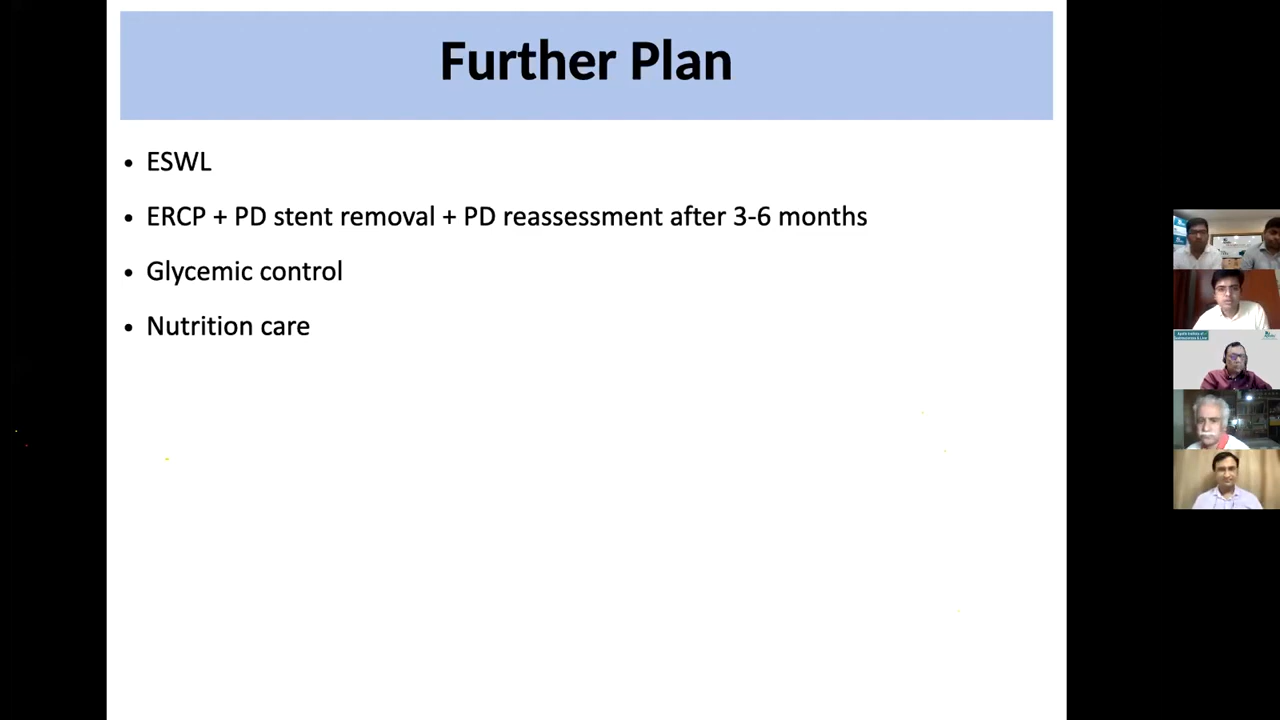 Further Plan
• ESWL
• ERCP + PD stent removal + PD reassessment after 3-6 months
• Glycemic control
• Nutrition care